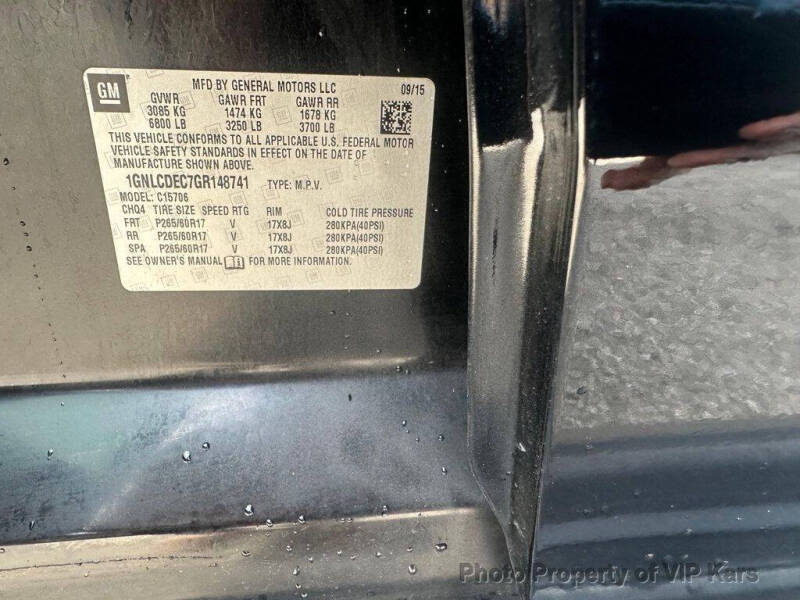 GM
MFD BY GENERAL MOTORS LLC 09/15
GVWR GAWR FRT GAWR RR
3085 KG 1474 KG 1678 KG
6800 LB 3250 LB 3700 LB
THIS VEHICLE CONFORMS TO ALL APPLICABLE U.S. FEDERAL MOTOR
VEHICLE SAFETY STANDARDS IN EFFECT ON THE DATE OF
MANUFACTURE SHOWN ABOVE.
1GNLCDEC7GR148741 TYPE: M.P.V.
MODEL: C15706
CHQ4 TIRE SIZE SPEED RTG RIM COLD TIRE PRESSURE
FRT P265/60R17 V 17X8J 280KPA(40PSI)
RR P265/60R17 V 17X8J 280KPA(40PSI)
SPA P265/60R17 V 17X8J 280KPA(40PSI)
SEE OWNER'S MANUAL FOR MORE INFORMATION.
Photo Property of VIP Kars